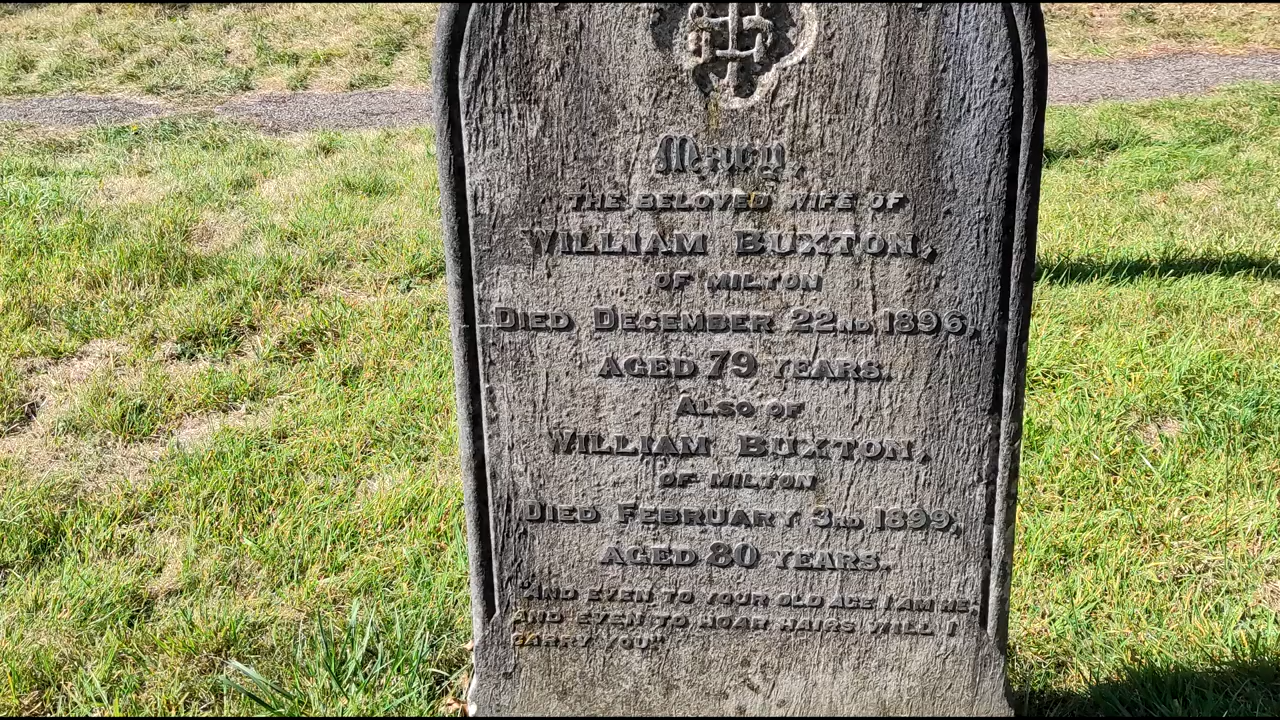 THE BELOVED WIFE OF
WILLIAM BUXTON,
OF MILTON
DIED DECEMBER 22ND 1896,
AGED 79 YEARS.
ALSO OF
WILLIAM BUXTON,
OF MILTON
DIED FEBRUARY 3RD 1899,
AGED 80 YEARS.
"AND EVEN TO YOUR OLD AGE I AM HE,
AND EVEN TO HOAR HAIRS WILL I
CARRY YOU"